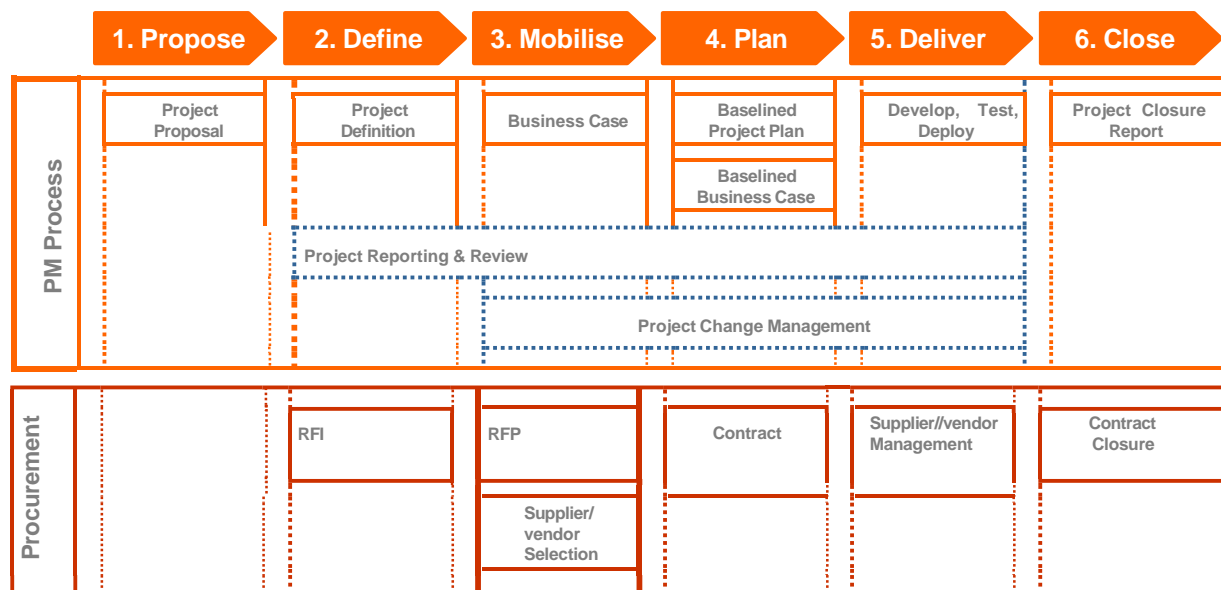 1. Propose
2. Define
3. Mobilise
4. Plan
5. Deliver
6. Close
PM Process
Project
Proposal
Project
Definition
Business Case
Baselined
Project Plan
Develop, Test,
Deploy
Project Closure
Report
Baselined
Business Case
Project Reporting & Review
Project Change Management
Procurement
RFI
RFP
Contract
Supplier//vendor
Management
Contract
Closure
Supplier/
vendor
Selection